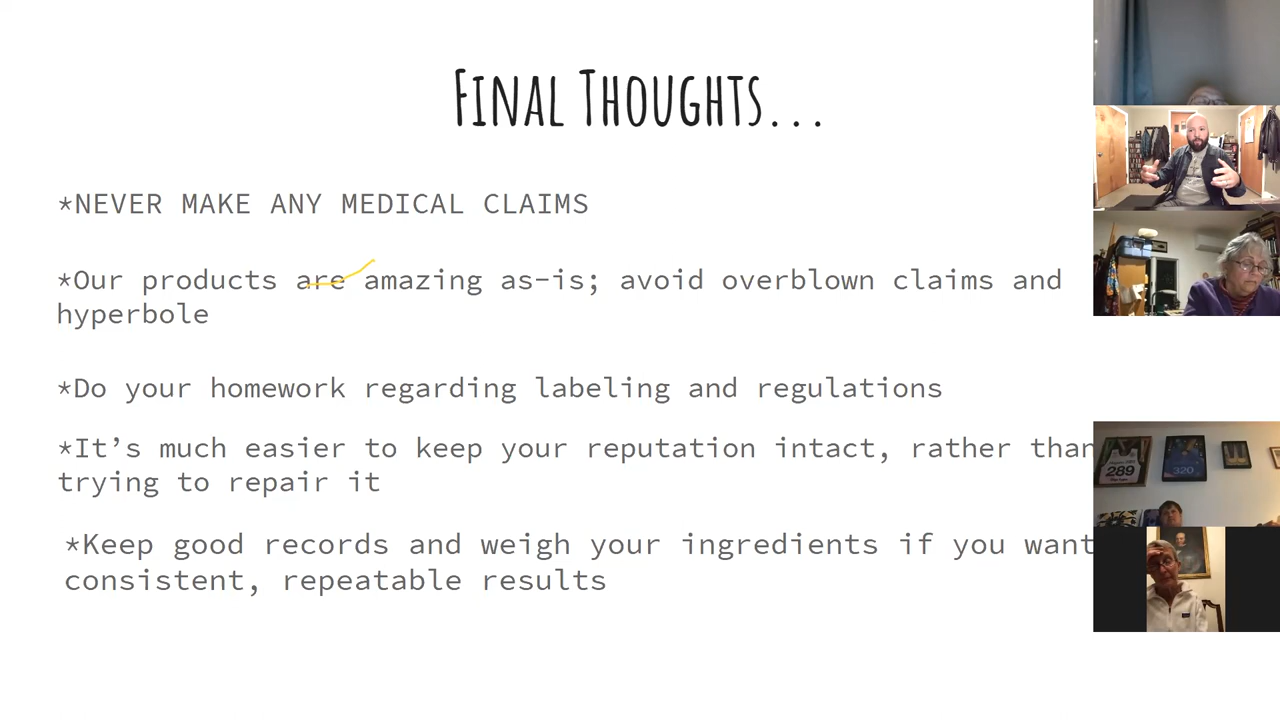 FINAL THOUGHTS...
*NEVER MAKE ANY MEDICAL CLAIMS
*Our products are amazing as-is; avoid overblown claims and
hyperbole
*Do your homework regarding labeling and regulations
*It’s much easier to keep your reputation intact, rather than
trying to repair it
*Keep good records and weigh your ingredients if you want
consistent, repeatable results
289
320